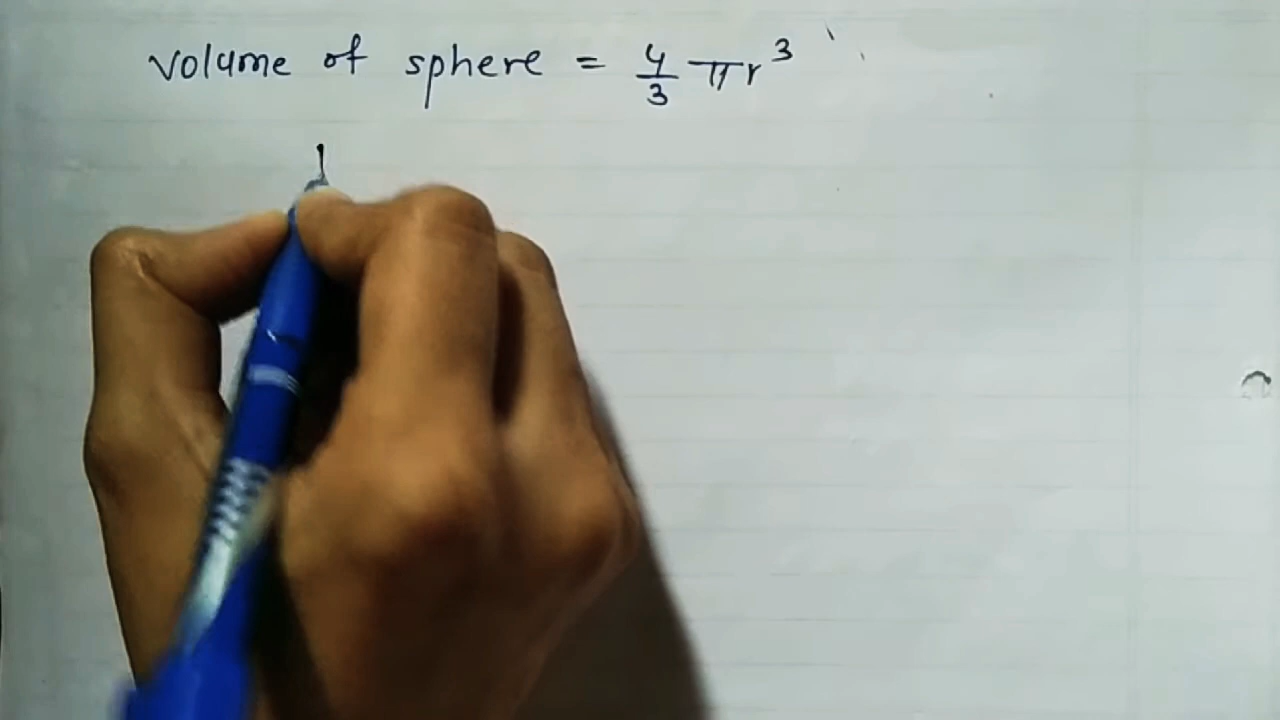 volume of sphere = 4/3 πr³